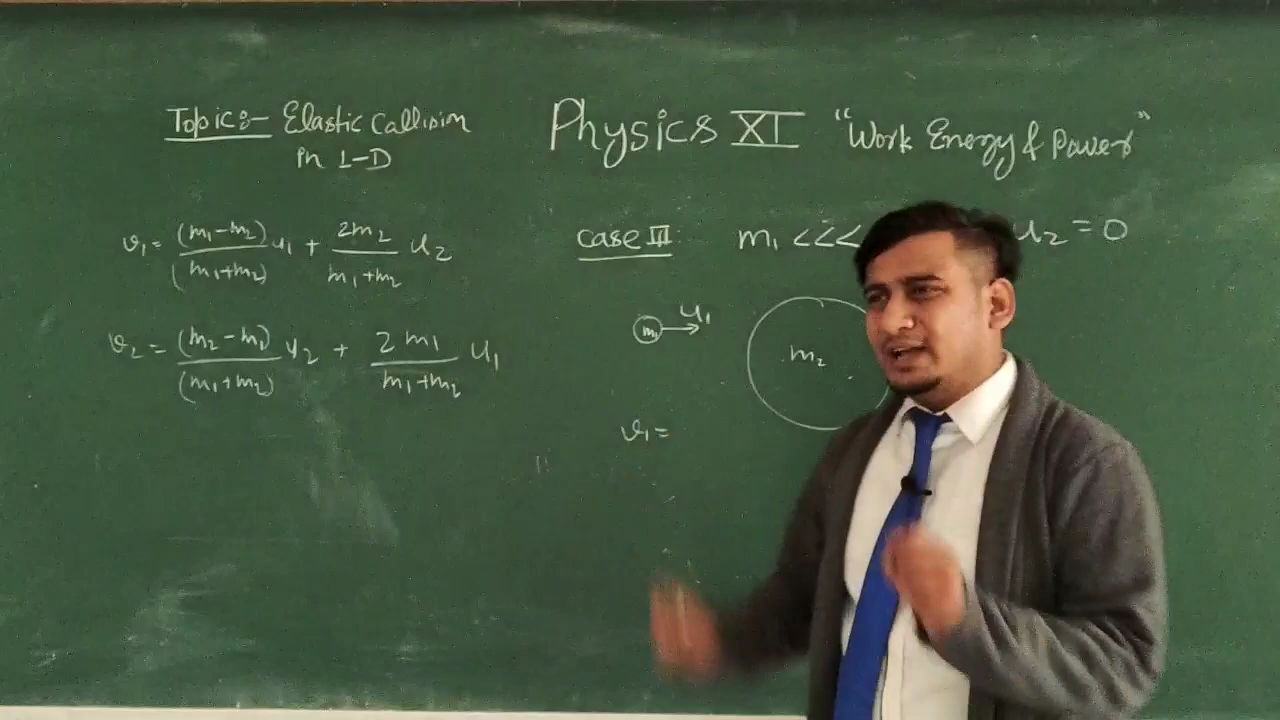 Topic:- Elastic Callision
in 1-D
Physics XI "Work Energy & Power"
v₁ = (m₁-m₂)/(m₁+m₂) u₁ + 2m₂/m₁+m₂ u₂
v₂ = (m₂-m₁)/(m₁+m₂) u₂ + 2m₁/m₁+m₂ u₁
case III: m₁ <<< u₂ = 0
m₁ u₁
m₂
v₁ =